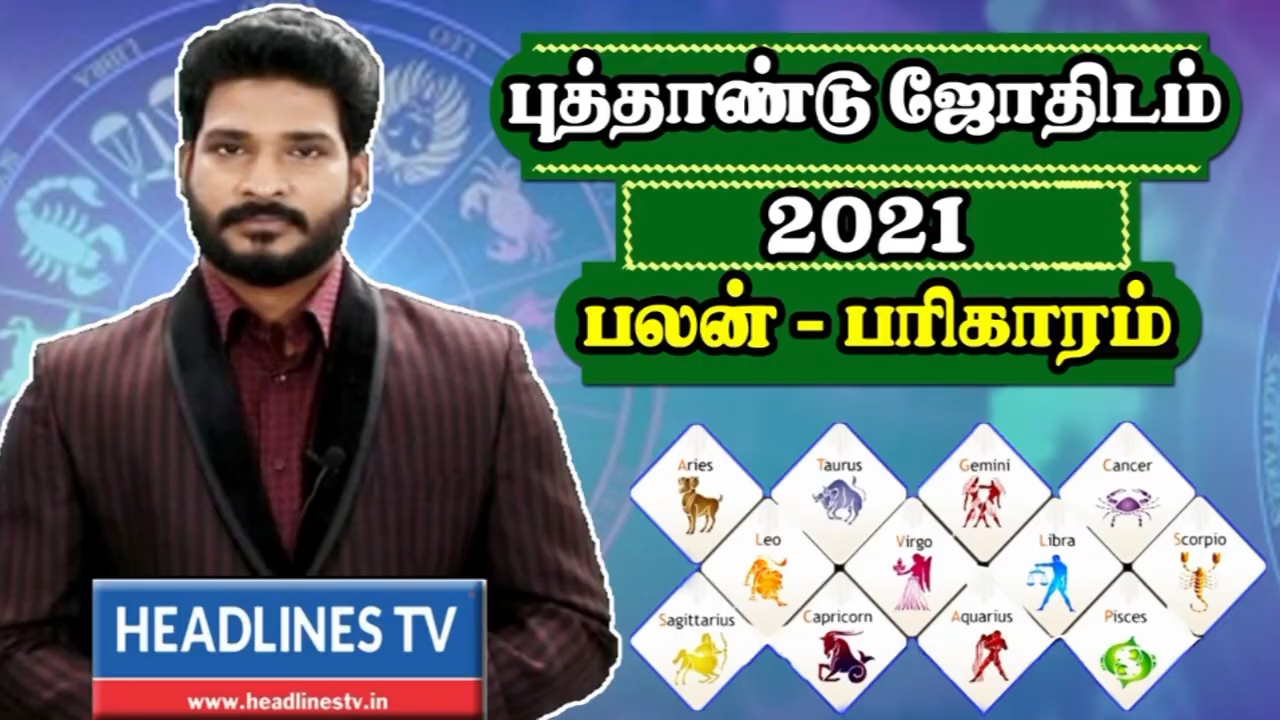 புத்தாண்டு ஜோதிடம்
2021
பலன் - பரிகாரம்
Aries Taurus Gemini Cancer
Leo Virgo Libra Scorpio
Sagittarius Capricorn Aquarius Pisces
HEADLINES TV
www.headlinestv.in